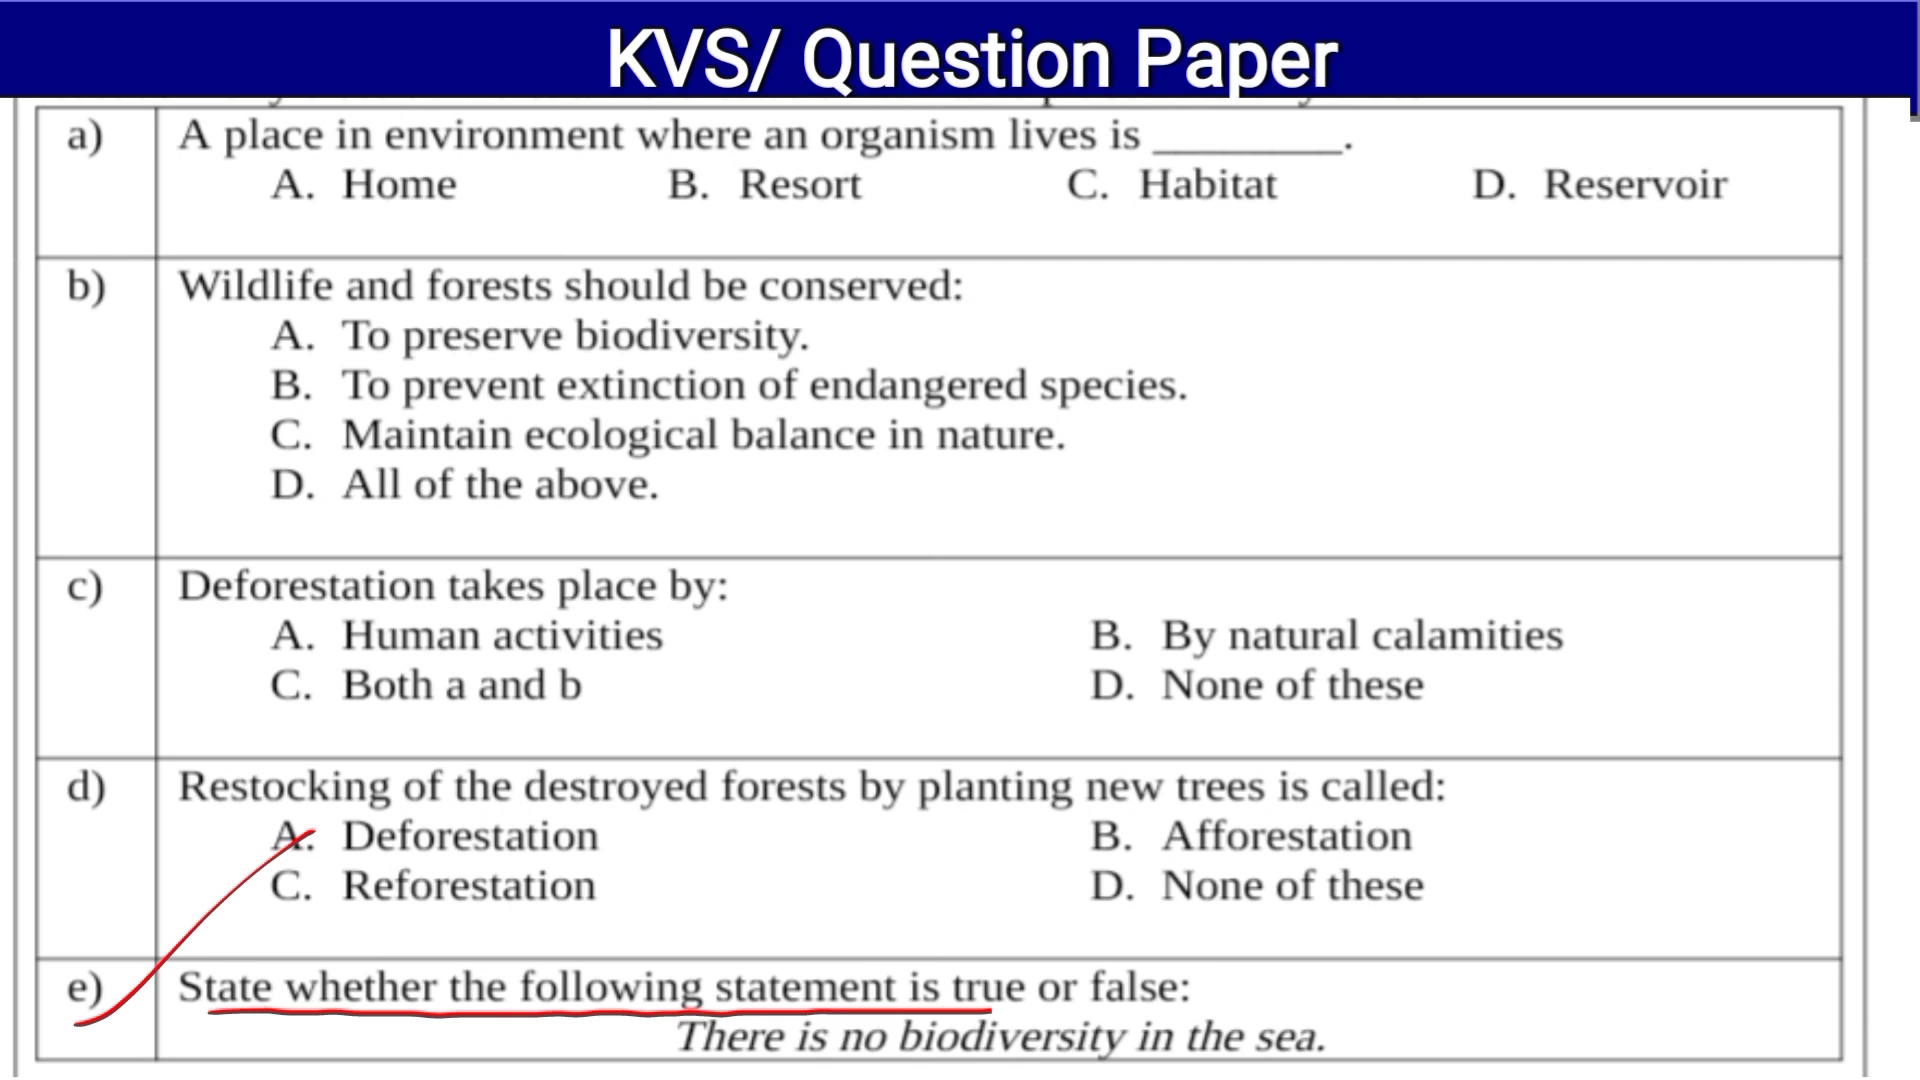 KVS/ Question Paper
a) A place in environment where an organism lives is ________.
A. Home B. Resort C. Habitat D. Reservoir
b) Wildlife and forests should be conserved:
A. To preserve biodiversity.
B. To prevent extinction of endangered species.
C. Maintain ecological balance in nature.
D. All of the above.
c) Deforestation takes place by:
A. Human activities B. By natural calamities
C. Both a and b D. None of these
d) Restocking of the destroyed forests by planting new trees is called:
A. Deforestation B. Afforestation
C. Reforestation D. None of these
e) State whether the following statement is true or false:
There is no biodiversity in the sea.